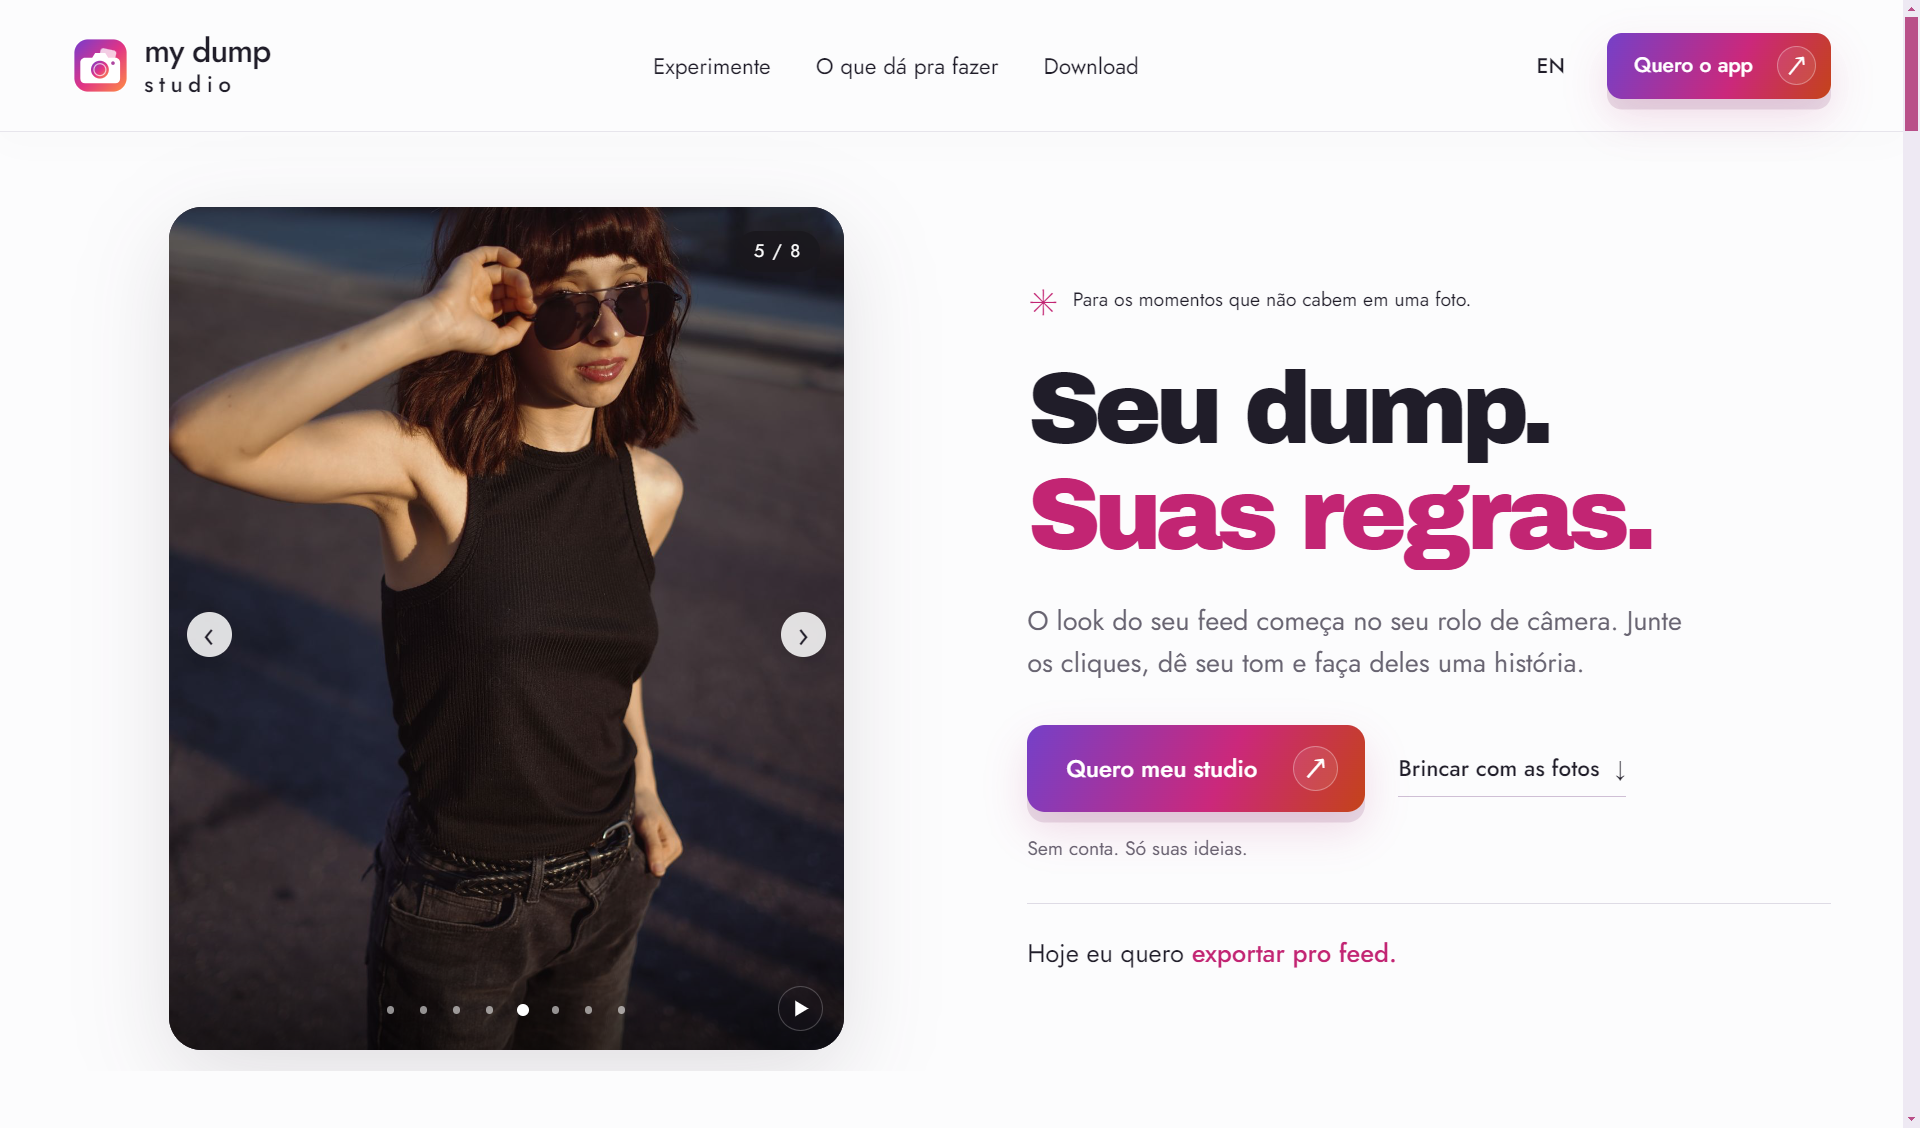 my dump
studio
Experimente
O que dá pra fazer
Download
EN
Quero o app
5 / 8
Para os momentos que não cabem em uma foto.
Seu dump.
Suas regras.
O look do seu feed começa no seu rolo de câmera. Junte
os cliques, dê seu tom e faça deles uma história.
Quero meu studio
Brincar com as fotos ↓
Sem conta. Só suas ideias.
Hoje eu quero exportar pro feed.